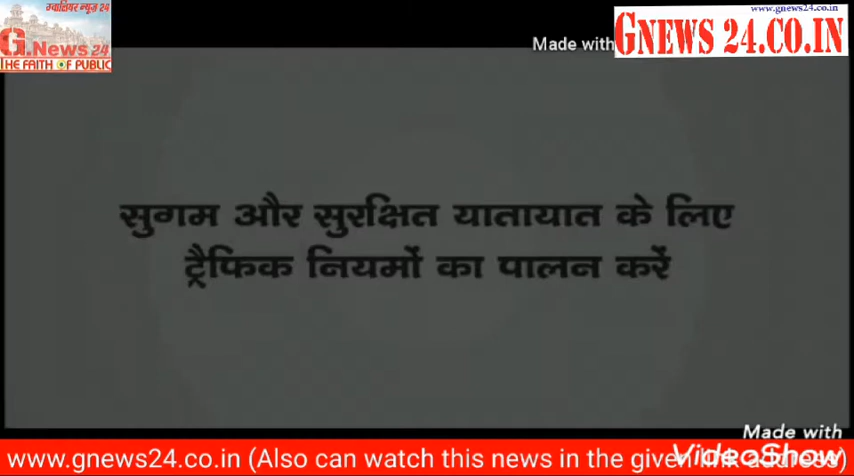 ग्वालियर न्यूज़ 24
G.News 24
THE FAITH OF PUBLIC
www.gnews24.co.in
Made with
GNEWS 24.CO.IN
सुगम और सुरक्षित यातायात के लिए
ट्रैफिक नियमों का पालन करें
Made with
VideoShow
www.gnews24.co.in (Also can watch this news in the given link address)